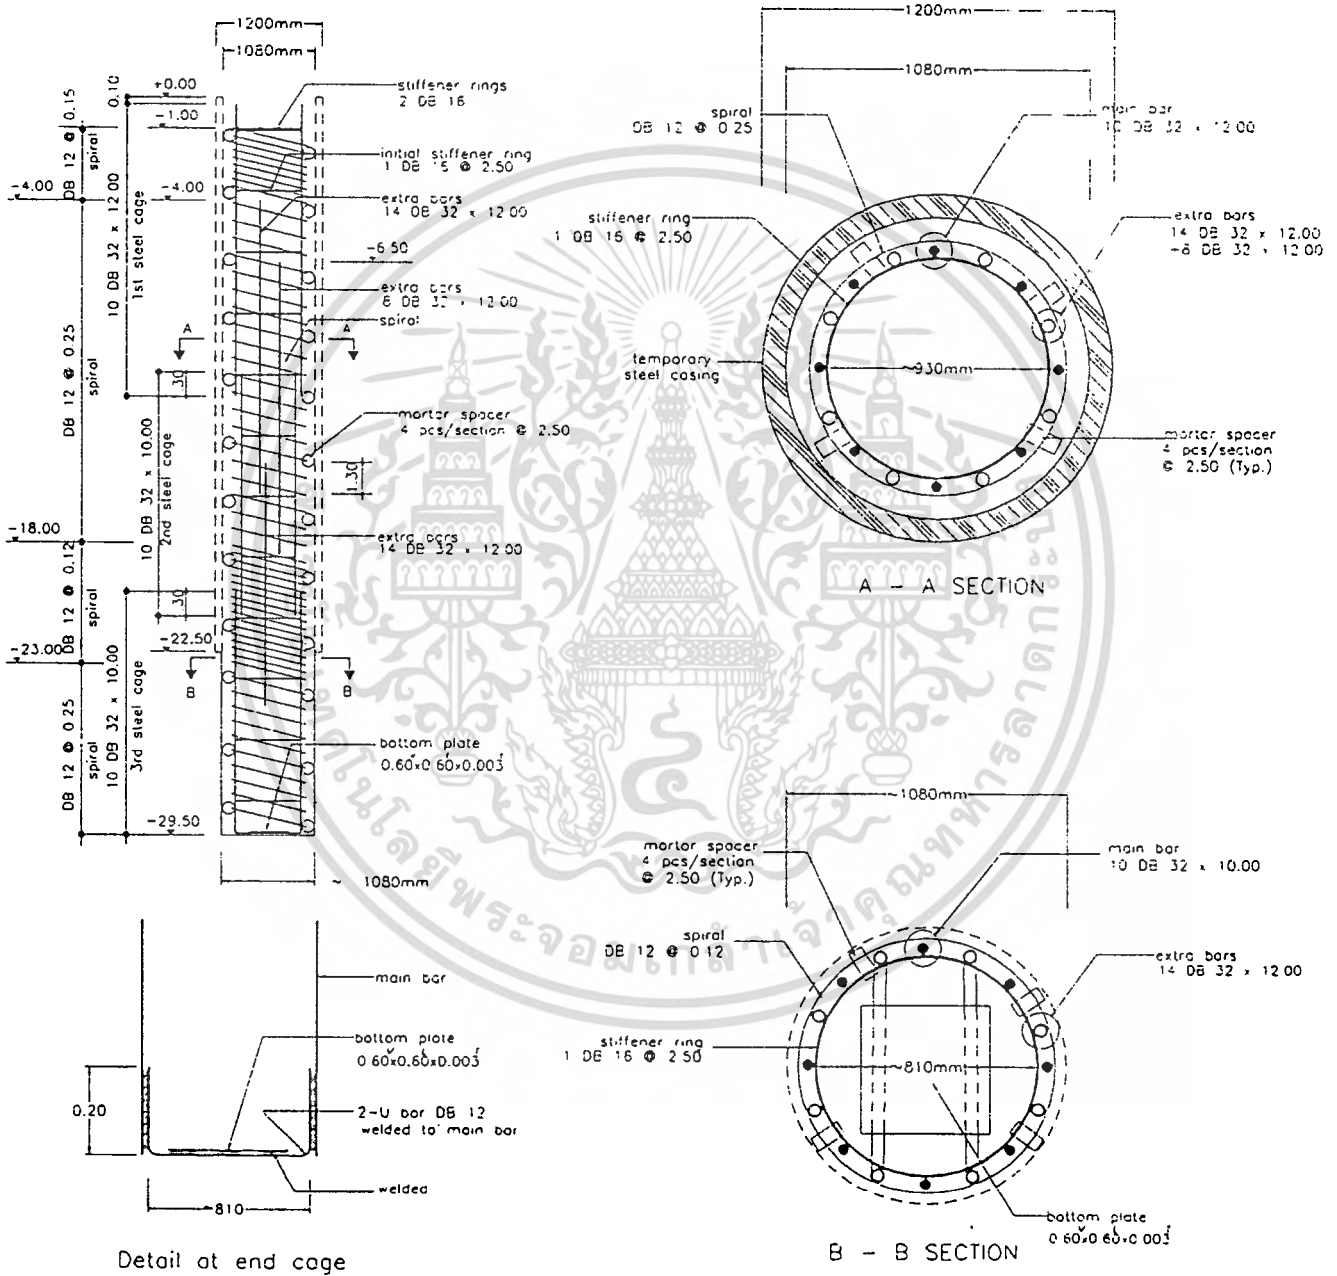 1200mm
1080mm
+0.00
0.10
DB 12 @ 0.15
spiral
-1.00
stiffener rings
2 DB 16
initial stiffener ring
1 DB 16 @ 2.50
-4.00
-4.00
extra bars
14 DB 32 x 12.00
10 DB 32 x 12.00
1st steel cage
-6.50
extra bars
8 DB 32 x 12.00
spiral
A
A
DB 12 @ 0.25
spiral
1.30
mortar spacer
4 pcs/section @ 2.50
1.30
10 DB 32 x 10.00
2nd steel cage
-18.00
extra bars
14 DB 32 x 12.00
DB 12 @ 0.12
spiral
1.30
-22.50
-23.00
B
B
DB 12 @ 0.25
spiral
10 DB 32 x 10.00
3rd steel cage
bottom plate
0.60x0.60x0.003
-29.50
~ 1080mm
main bar
bottom plate
0.60x0.60x0.003
0.20
2-U bar DB 12
welded to main bar
welded
~810
Detail at end cage
1200mm
1080mm
spiral
DB 12 @ 0.25
main bar
10 DB 32 x 12.00
stiffener ring
1 DB 16 @ 2.50
extra bars
14 DB 32 x 12.00
+8 DB 32 x 12.00
temporary
steel casing
~930mm
mortar spacer
4 pcs/section
@ 2.50 (Typ.)
A - A SECTION
~1080mm
mortar spacer
4 pcs/section
@ 2.50 (Typ.)
main bar
10 DB 32 x 10.00
spiral
DB 12 @ 0.12
extra bars
14 DB 32 x 12.00
stiffener ring
1 DB 16 @ 2.50
~810mm
bottom plate
0.60x0.60x0.003
B - B SECTION